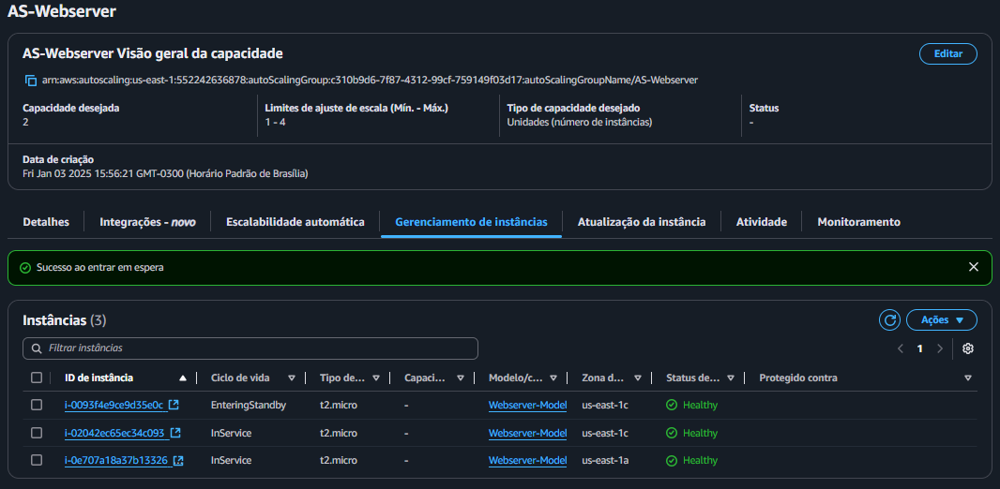 AS-Webserver
AS-Webserver Visão geral da capacidade
Editar
arn:aws:autoscaling:us-east-1:552242636878:autoScalingGroup:c310b9d6-7f87-4312-99cf-759149f03d17:autoScalingGroupName/AS-Webserver
Capacidade desejada Limites de ajuste de escala (Mín. - Máx.) Tipo de capacidade desejado Status
2 1 - 4 Unidades (número de instâncias) -
Data de criação
Fri Jan 03 2025 15:56:21 GMT-0300 (Horário Padrão de Brasília)
Detalhes Integrações - novo Escalabilidade automática Gerenciamento de instâncias Atualização da instância Atividade Monitoramento
Sucesso ao entrar em espera
Instâncias (3) Ações
Filtrar instâncias 1
ID de instância Ciclo de vida Tipo de... Capaci... Modelo/c... Zona d... Status de... Protegido contra
i-0093f4e9ce9d35e0c EnteringStandby t2.micro - Webserver-Model us-east-1c Healthy
i-02042ec65ec34c093 InService t2.micro - Webserver-Model us-east-1c Healthy
i-0e707a18a37b13326 InService t2.micro - Webserver-Model us-east-1a Healthy